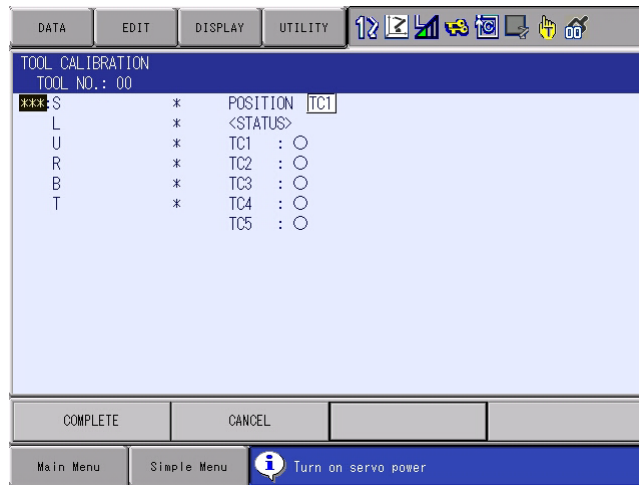 DATA EDIT DISPLAY UTILITY
TOOL CALIBRATION
TOOL NO.: 00
***:S * POSITION TC1
L * <STATUS>
U * TC1 : ○
R * TC2 : ○
B * TC3 : ○
T * TC4 : ○
TC5 : ○
COMPLETE CANCEL
Main Menu Simple Menu Turn on servo power